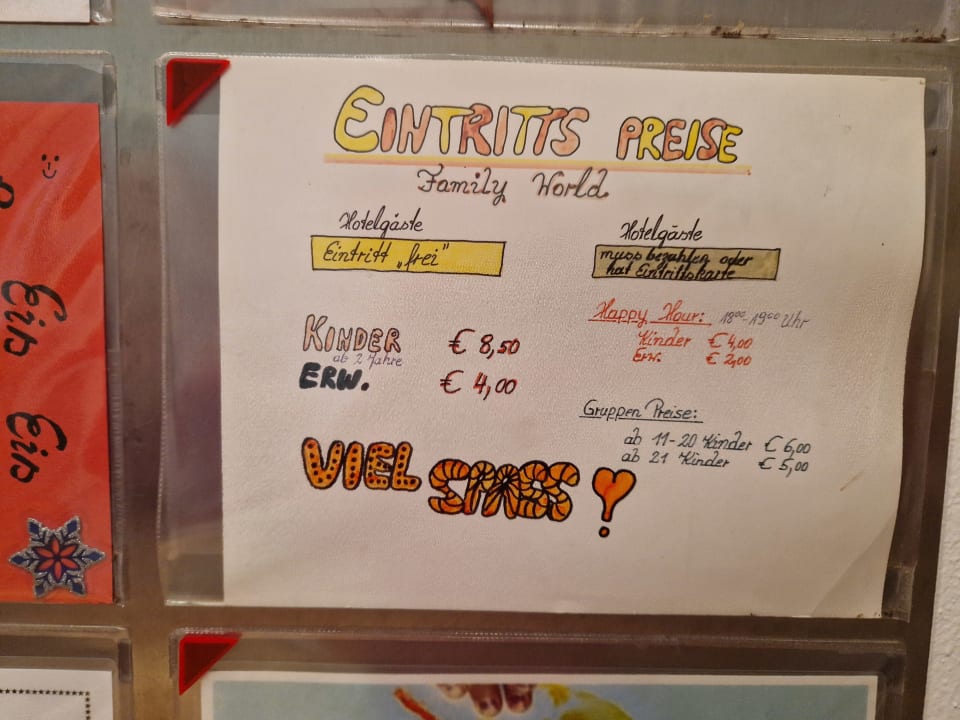 EINTRITTS PREISE
Family World
Hotelgäste
Eintritt „frei"
Hotelgäste
muss bezahlen oder
hat Eintrittskarte
KINDER € 8,50
ab 2 Jahre
ERW. € 4,00
Happy Hour: 18⁰⁰-19⁰⁰ Uhr
Kinder € 4,00
Erw. € 2,00
Gruppen Preise:
ab 11-20 Kinder € 6,00
ab 21 Kinder € 5,00
VIEL SPASS!